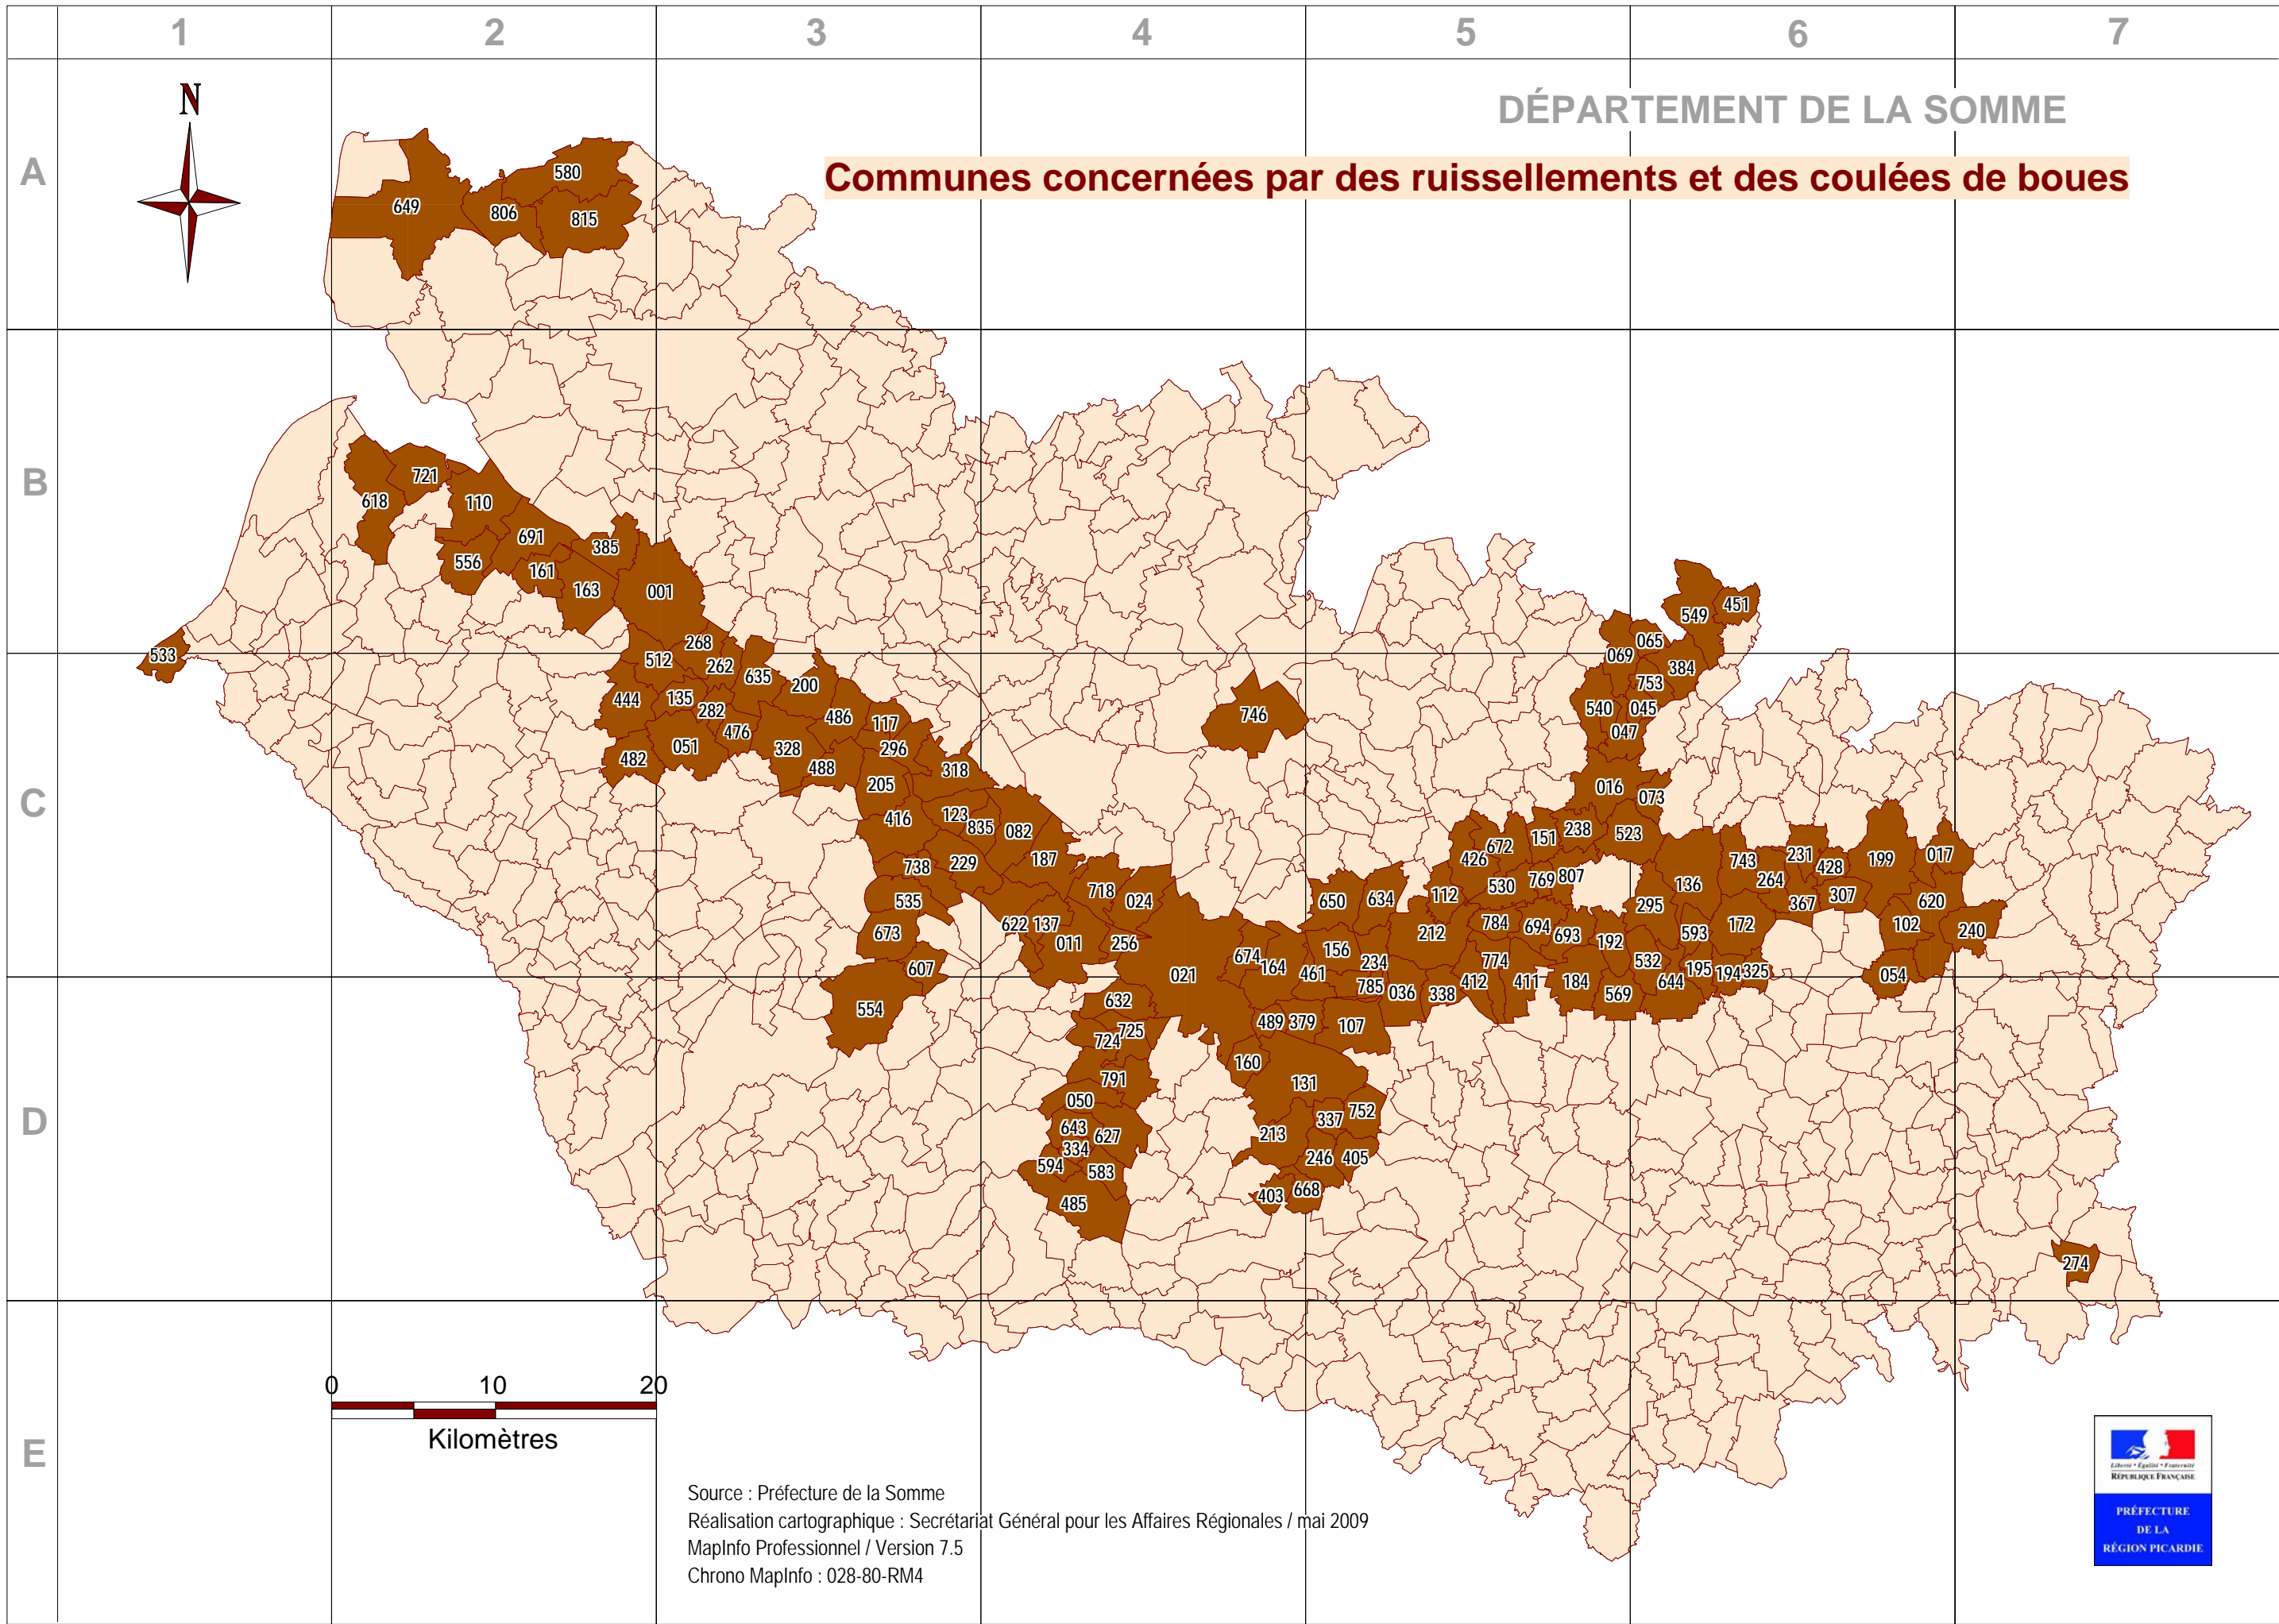 1 2 3 4 5 6 7
N
DÉPARTEMENT DE LA SOMME
A
Communes concernées par des ruissellements et des coulées de boues
580
649 806 815
B
721
618 110
691 385
556 161
163 001
549 451
065
268
533 512 262 069
635 200 384
753
444 135 282
540 045
486 117 746
476 047
051 328 296
482 488 318
205
C
016 073
416 123 835 082
151 238 523
672
426
738 229 187
743 231 428 199 017
718 024
530 769 807 136 264
650 634 112
535
295 367 307 620
622 137
673 011 256
212 784 694 693 192 593 172 102 240
674 164 156
607 021 461 234 774 532 195 194 325 054
785 036 338 412 411 184 569 644
554 632
725 489 379 107
724
160
791 131
050
D
643 627 337 752
334 213
594 583 246 405
485 403 668
274
0 10 20
Kilomètres
E
Source : Préfecture de la Somme
Réalisation cartographique : Secrétariat Général pour les Affaires Régionales / mai 2009
MapInfo Professionnel / Version 7.5
Chrono MapInfo : 028-80-RM4
Liberté • Égalité • Fraternité
RÉPUBLIQUE FRANÇAISE
PRÉFECTURE
DE LA
RÉGION PICARDIE